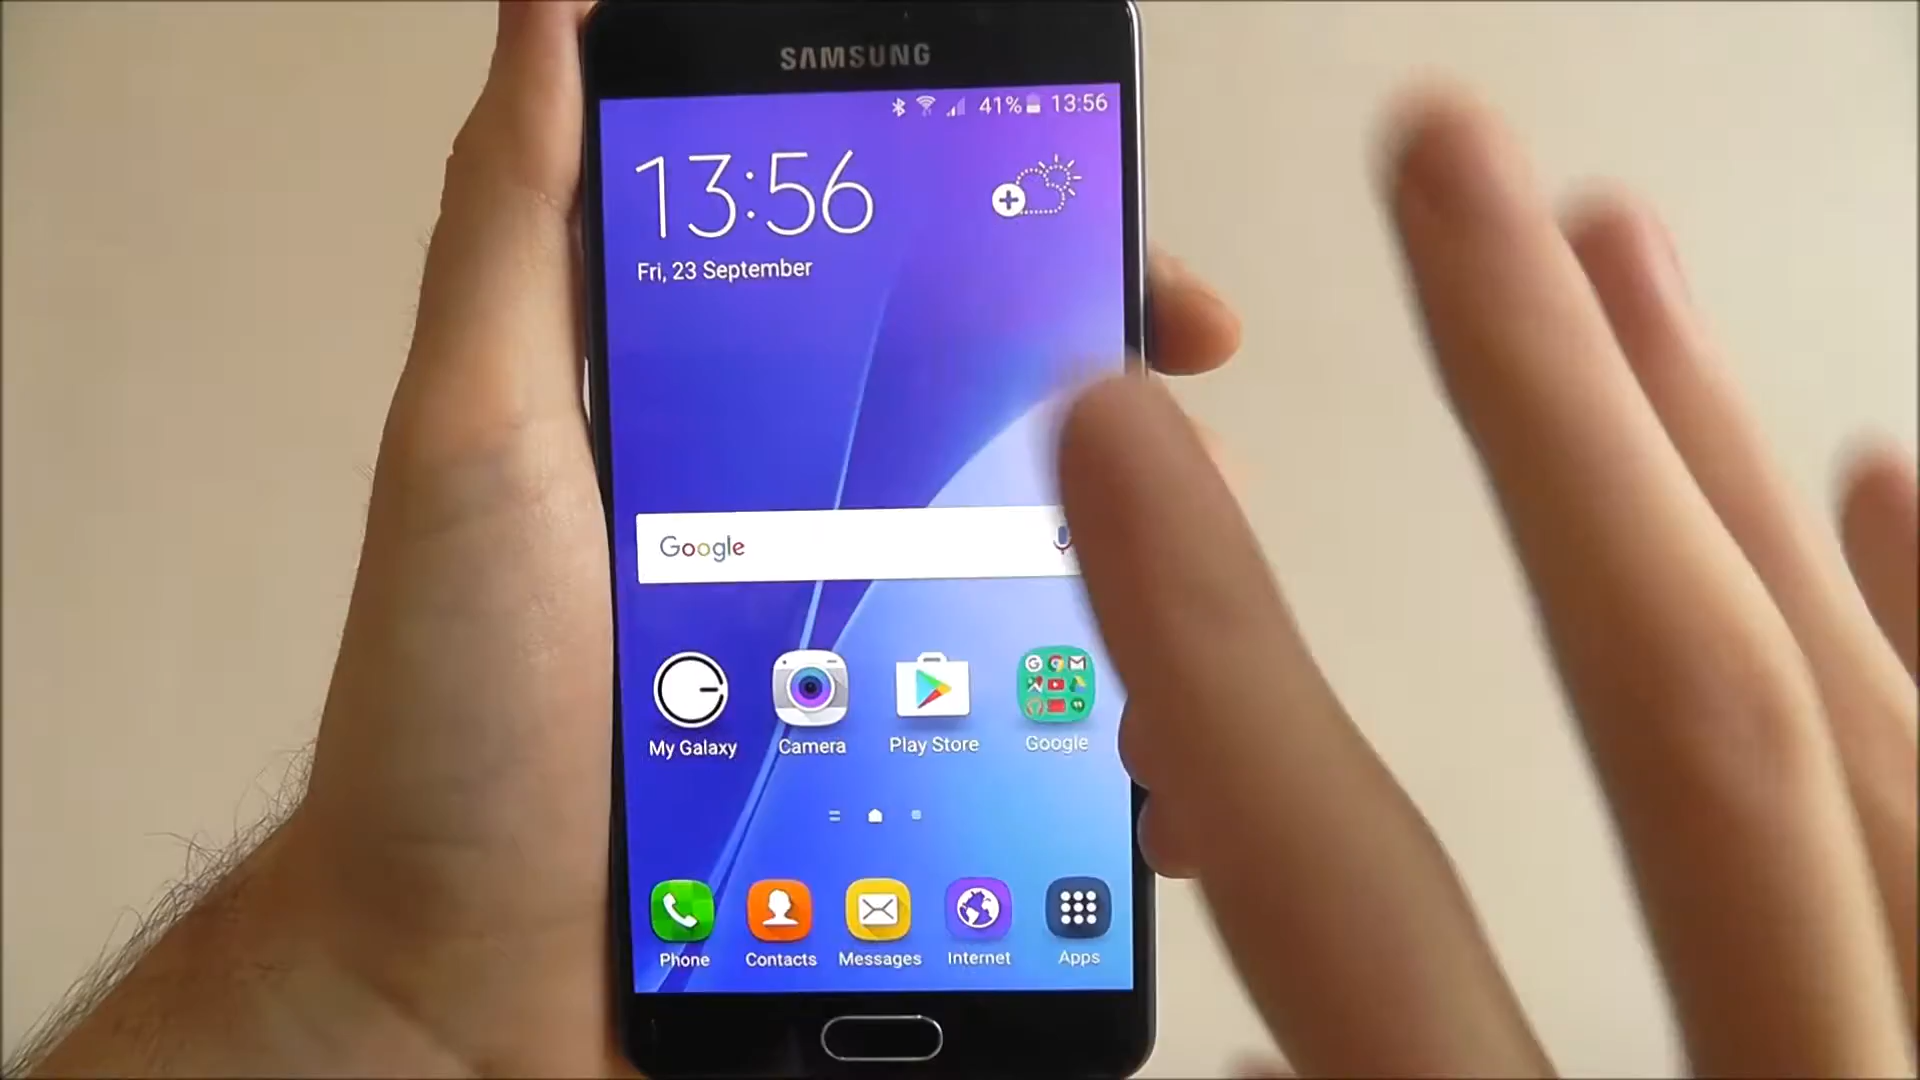 SAMSUNG
41% 13:56
13:56
Fri, 23 September
Google
My Galaxy Camera Play Store Google
Phone Contacts Messages Internet Apps